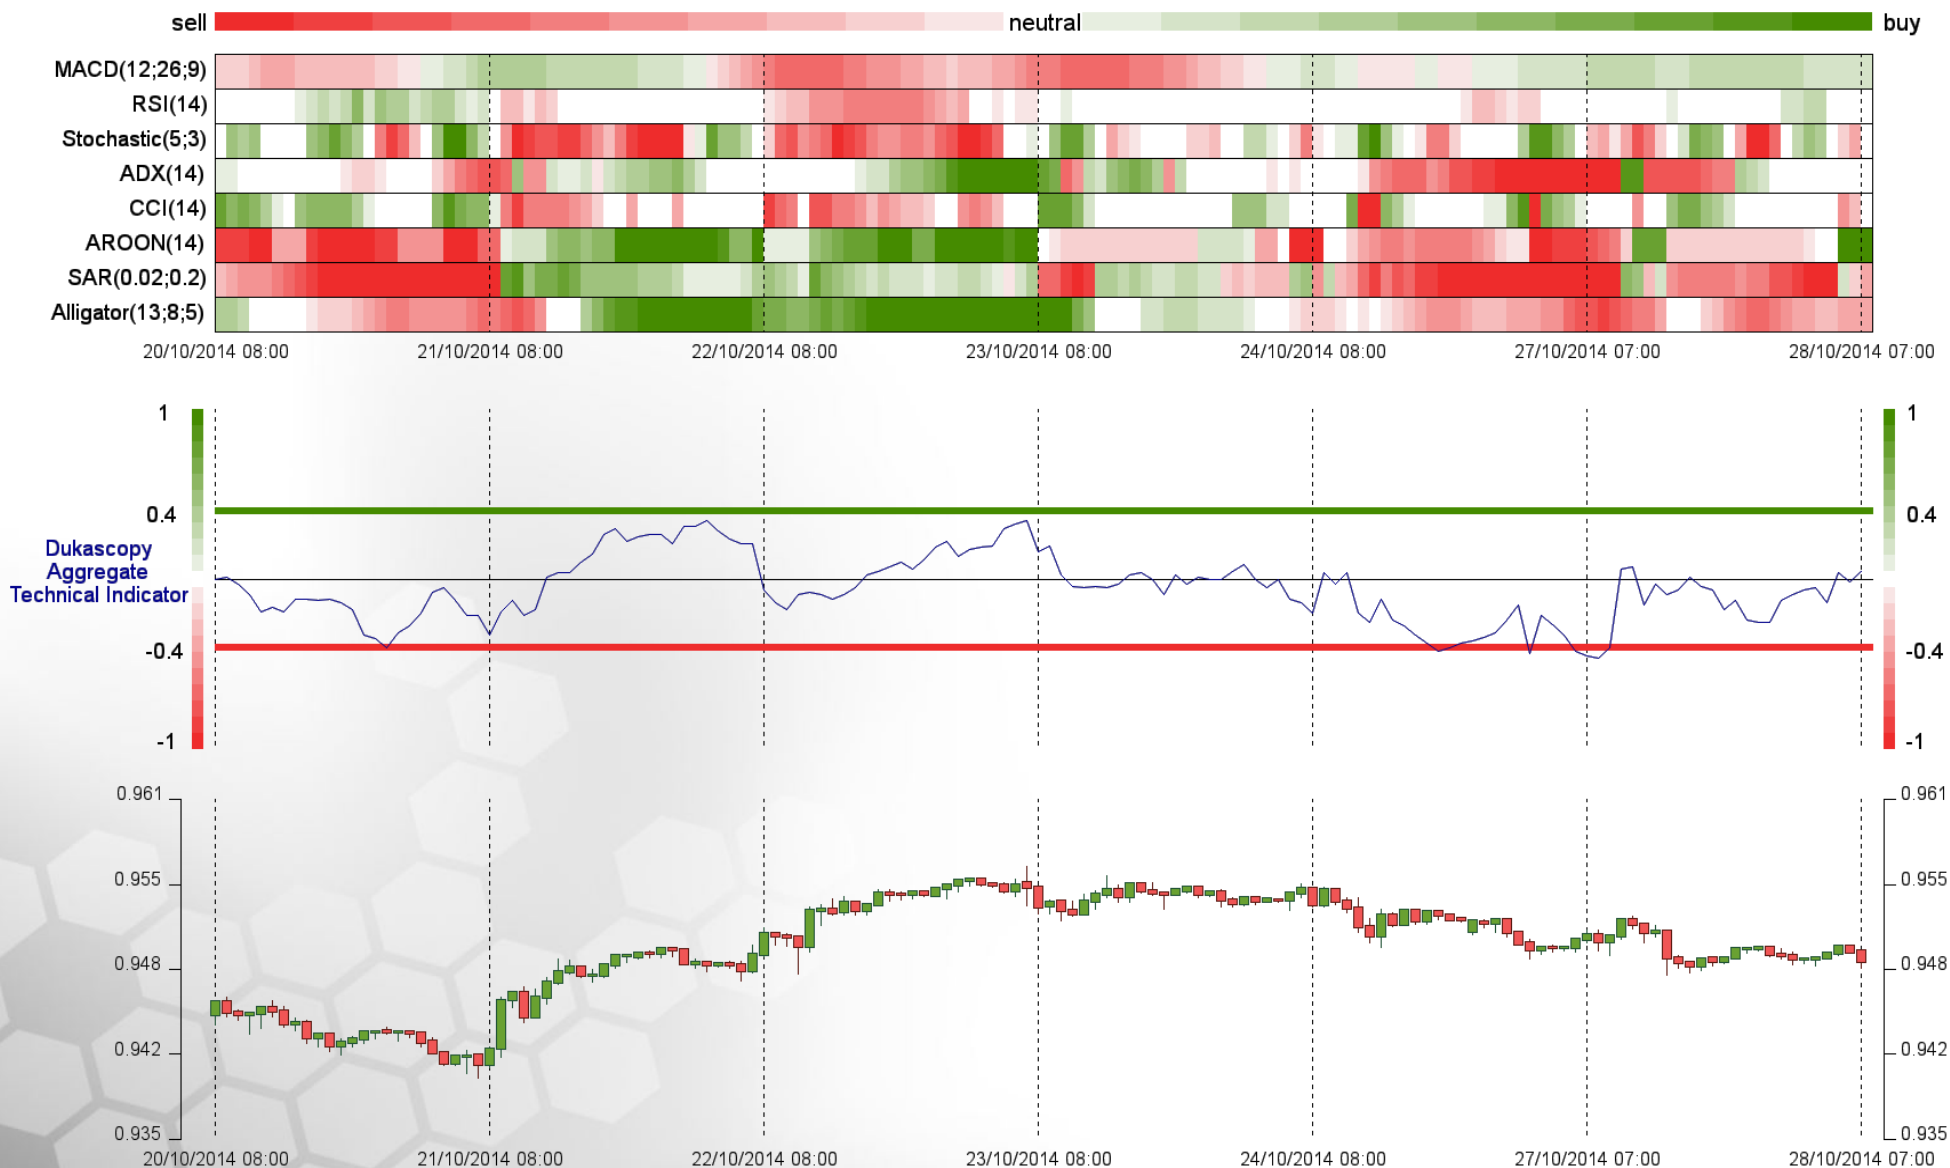 sell neutral buy
MACD(12;26;9)
RSI(14)
Stochastic(5;3)
ADX(14)
CCI(14)
AROON(14)
SAR(0.02;0.2)
Alligator(13;8;5)
20/10/2014 08:00 21/10/2014 08:00 22/10/2014 08:00 23/10/2014 08:00 24/10/2014 08:00 27/10/2014 07:00 28/10/2014 07:00
1 1
0.4 0.4
Dukascopy
Aggregate
Technical Indicator
-0.4 -0.4
-1 -1
0.961 0.961
0.955 0.955
0.948 0.948
0.942 0.942
0.935 0.935
20/10/2014 08:00 21/10/2014 08:00 22/10/2014 08:00 23/10/2014 08:00 24/10/2014 08:00 27/10/2014 07:00 28/10/2014 07:00